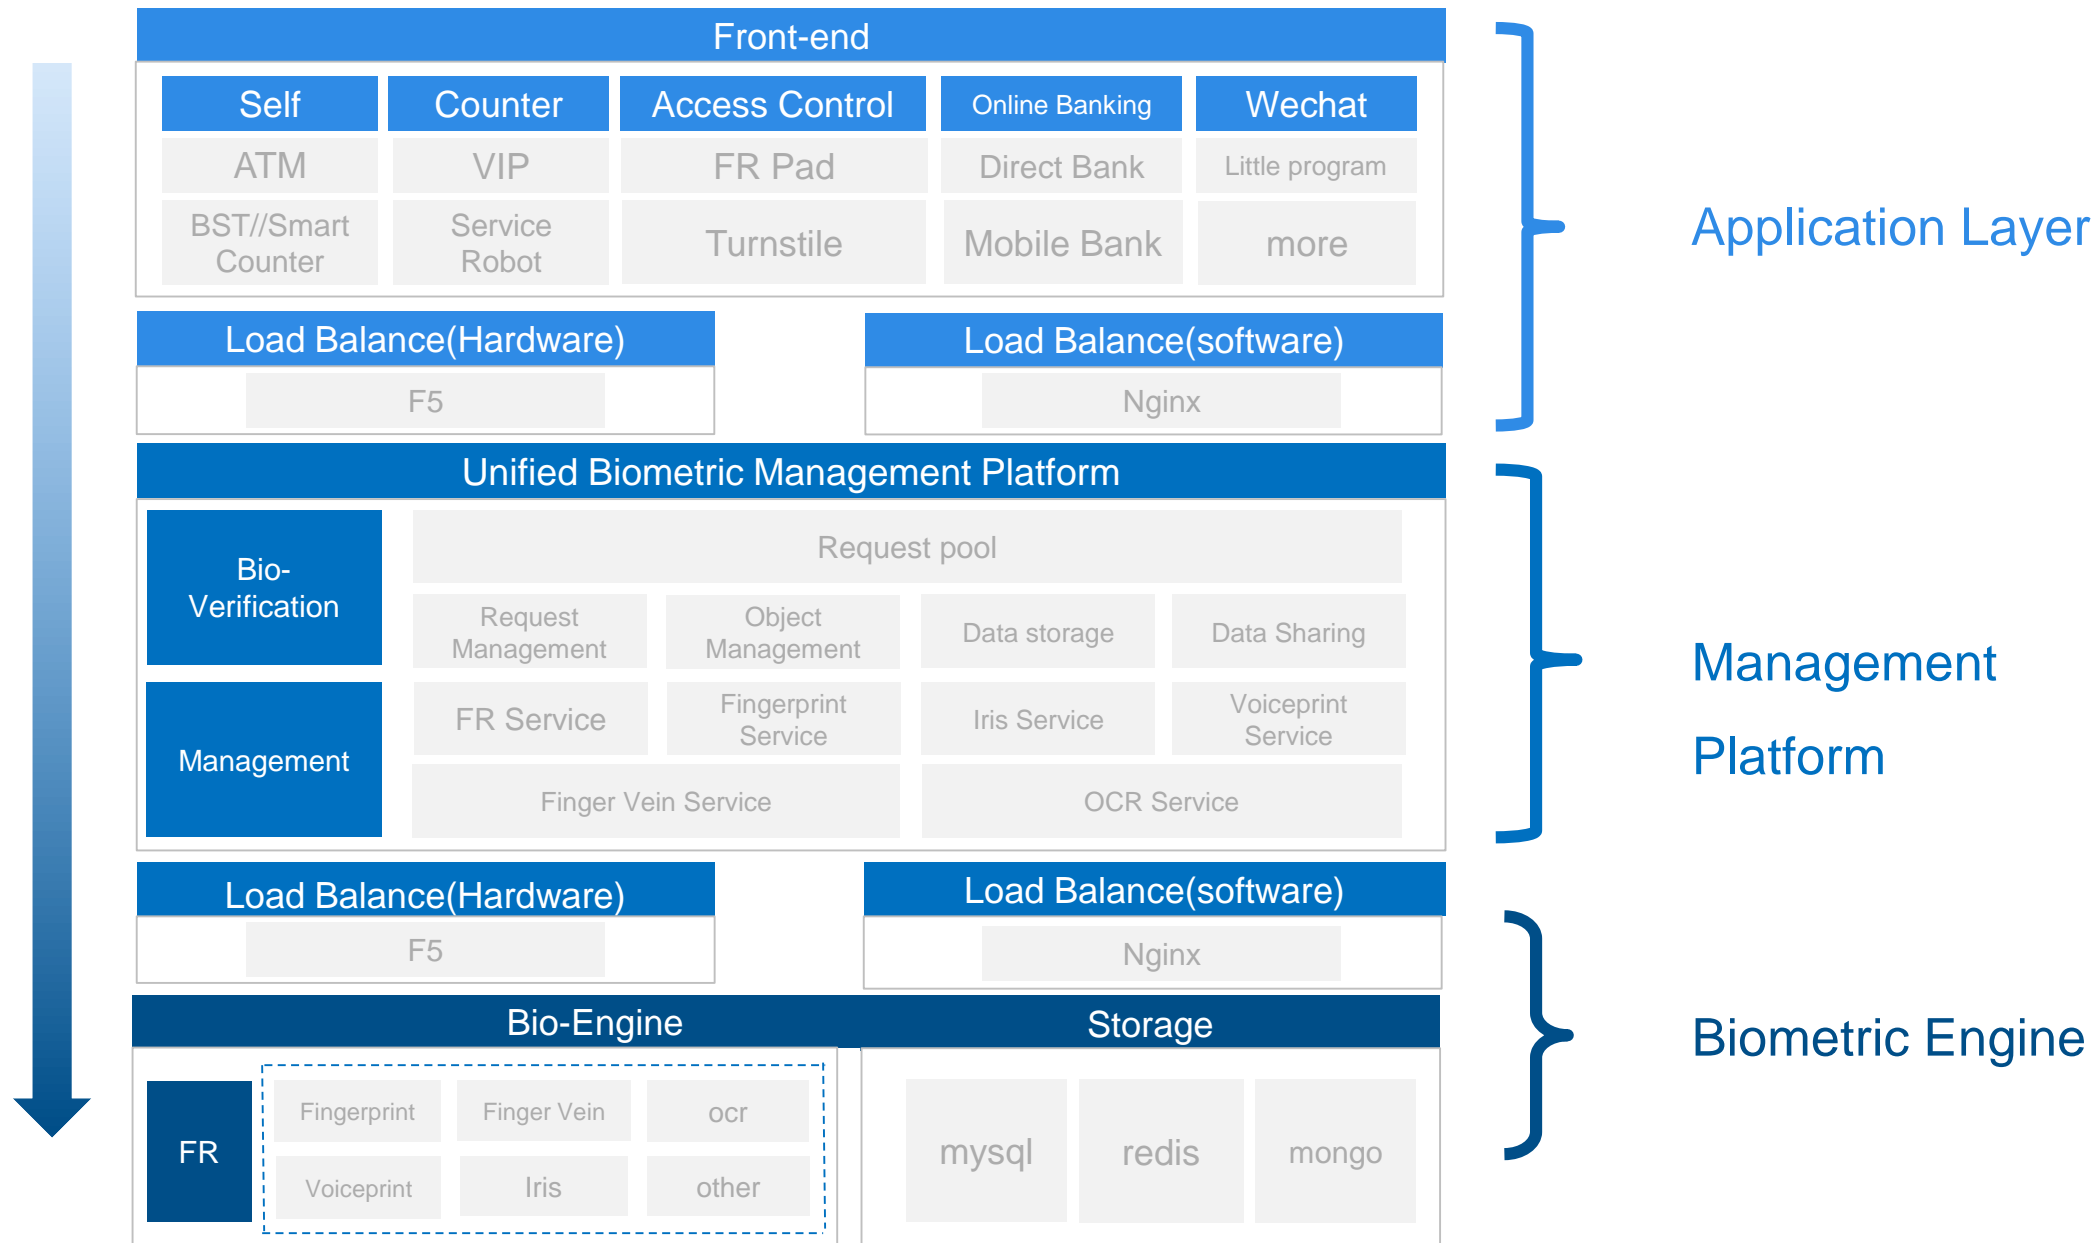 Front-end
Self
Counter
Access Control
Online Banking
Wechat
ATM
VIP
FR Pad
Direct Bank
Little program
BST//Smart
Counter
Service
Robot
Turnstile
Mobile Bank
more
Application Layer
Load Balance(Hardware)
Load Balance(software)
F5
Nginx
Unified Biometric Management Platform
Bio-
Verification
Request pool
Request
Management
Object
Management
Data storage
Data Sharing
Management
FR Service
Fingerprint
Service
Iris Service
Voiceprint
Service
Finger Vein Service
OCR Service
Management
Platform
Load Balance(Hardware)
Load Balance(software)
F5
Nginx
Bio-Engine
Storage
FR
Fingerprint
Finger Vein
ocr
Voiceprint
Iris
other
mysql
redis
mongo
Biometric Engine